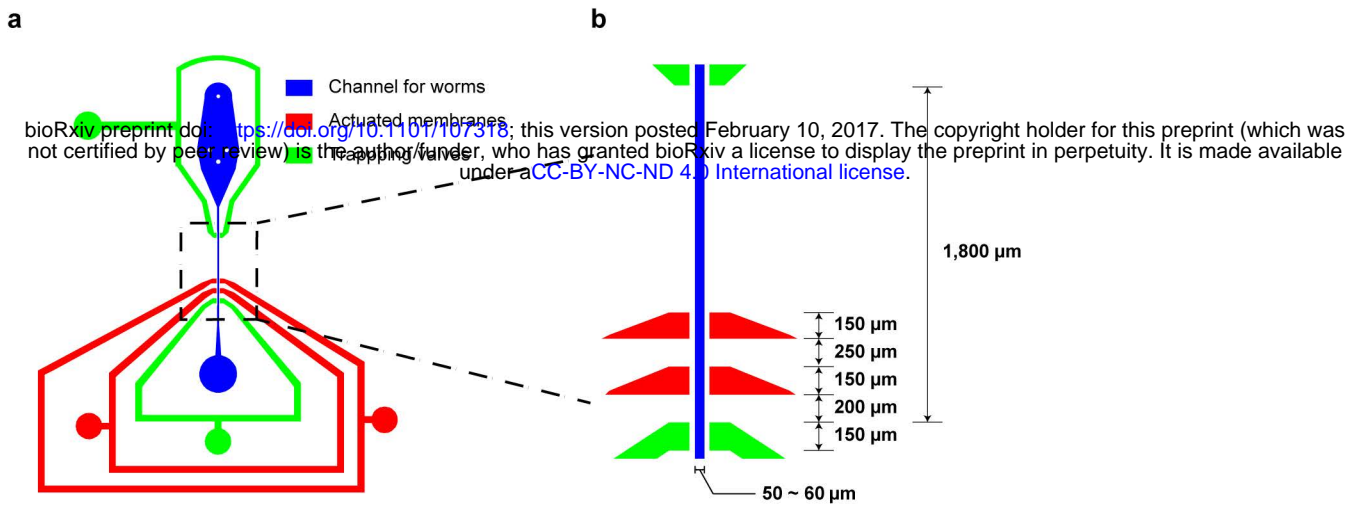 a
b
Channel for worms
Actuated membranes
bioRxiv preprint doi: https://doi.org/10.1101/107318; this version posted February 10, 2017. The copyright holder for this preprint (which was
not certified by peer review) is the author/funder, who has granted bioRxiv a license to display the preprint in perpetuity. It is made available
Trappping valves
under aCC-BY-NC-ND 4.0 International license.
1,800 µm
150 µm
250 µm
150 µm
200 µm
150 µm
50 ~ 60 µm